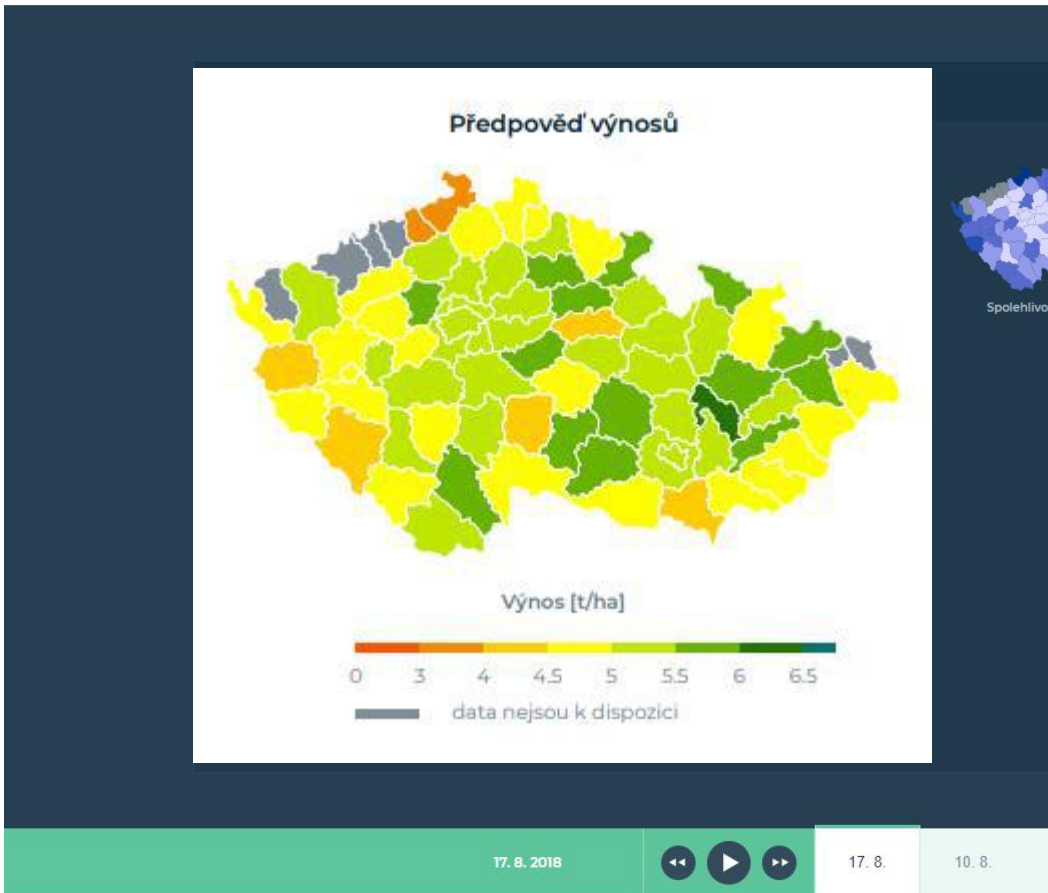 Předpověď výnosů
Spolehlivo
Výnos [t/ha]
0 3 4 4.5 5 5.5 6 6.5
data nejsou k dispozici
17. 8. 2018
17. 8.
10. 8.